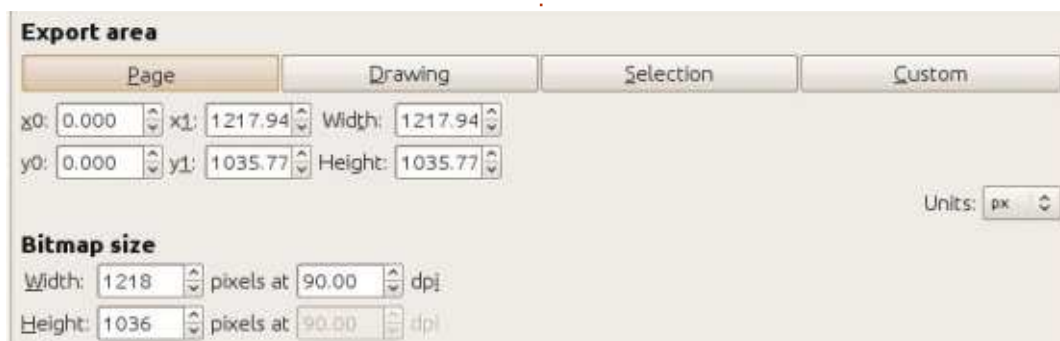 Export area
Page Drawing Selection Custom
x0: 0.000 x1: 1217.94 Width: 1217.94
y0: 0.000 y1: 1035.77 Height: 1035.77
Units: px
Bitmap size
Width: 1218 pixels at 90.00 dpi
Height: 1036 pixels at 90.00 dpi